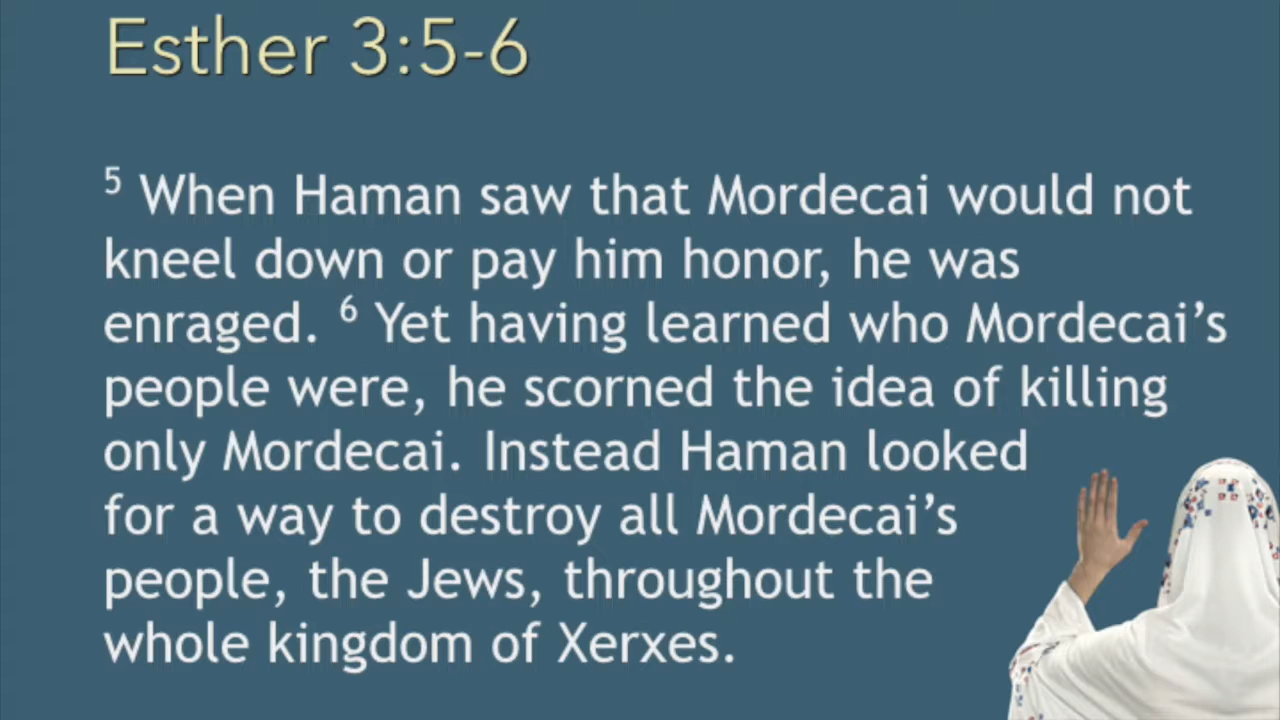 Esther 3:5-6
⁵ When Haman saw that Mordecai would not
kneel down or pay him honor, he was
enraged. ⁶ Yet having learned who Mordecai’s
people were, he scorned the idea of killing
only Mordecai. Instead Haman looked
for a way to destroy all Mordecai’s
people, the Jews, throughout the
whole kingdom of Xerxes.